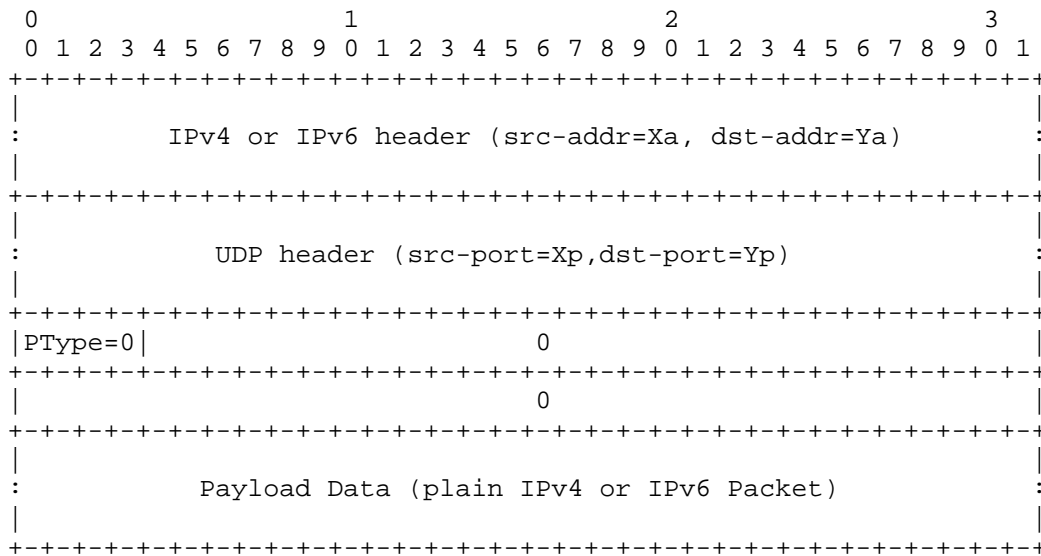 0                   1                   2                   3
 0 1 2 3 4 5 6 7 8 9 0 1 2 3 4 5 6 7 8 9 0 1 2 3 4 5 6 7 8 9 0 1
+-+-+-+-+-+-+-+-+-+-+-+-+-+-+-+-+-+-+-+-+-+-+-+-+-+-+-+-+-+-+-+-+
|                                                               |
:         IPv4 or IPv6 header (src-addr=Xa, dst-addr=Ya)        :
|                                                               |
+-+-+-+-+-+-+-+-+-+-+-+-+-+-+-+-+-+-+-+-+-+-+-+-+-+-+-+-+-+-+-+-+
|                                                               |
:            UDP header (src-port=Xp,dst-port=Yp)               :
|                                                               |
+-+-+-+-+-+-+-+-+-+-+-+-+-+-+-+-+-+-+-+-+-+-+-+-+-+-+-+-+-+-+-+-+
|PType=0|                        0                              |
+-+-+-+-+-+-+-+-+-+-+-+-+-+-+-+-+-+-+-+-+-+-+-+-+-+-+-+-+-+-+-+-+
|                                0                              |
+-+-+-+-+-+-+-+-+-+-+-+-+-+-+-+-+-+-+-+-+-+-+-+-+-+-+-+-+-+-+-+-+
|                                                               |
:           Payload Data (plain IPv4 or IPv6 Packet)            :
|                                                               |
+-+-+-+-+-+-+-+-+-+-+-+-+-+-+-+-+-+-+-+-+-+-+-+-+-+-+-+-+-+-+-+-+